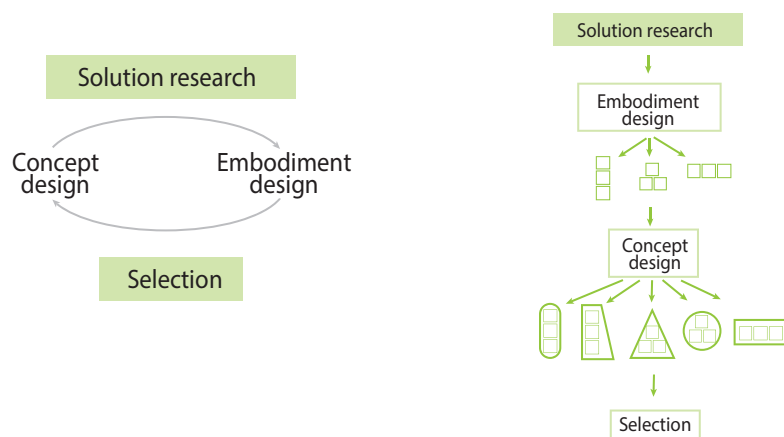 Solution research
Concept
design
Embodiment
design
Selection
Solution research
Embodiment
design
Concept
design
Selection